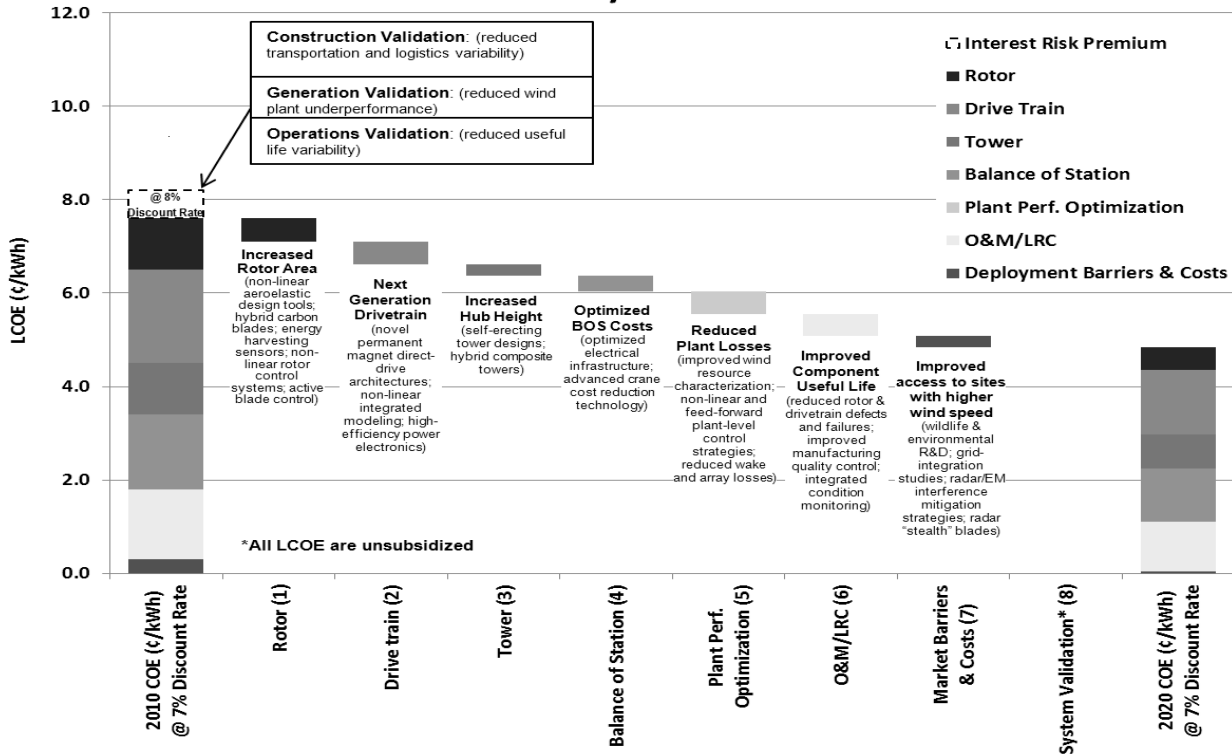 12.0
10.0
8.0
6.0
4.0
2.0
0.0
LCOE (¢/kWh)
Construction Validation: (reduced
transportation and logistics variability)
Generation Validation: (reduced wind
plant underperformance)
Operations Validation: (reduced useful
life variability)
Interest Risk Premium
Rotor
Drive Train
Tower
Balance of Station
Plant Perf. Optimization
O&M/LRC
Deployment Barriers & Costs
@ 8%
Discount Rate
Increased
Rotor Area
(non-linear
aeroelastic
design tools;
hybrid carbon
blades; energy
harvesting
sensors; non-
linear rotor
control
systems; active
blade control)
Next
Generation
Drivetrain
(novel
permanent
magnet direct-
drive
architectures;
non-linear
integrated
modeling; high-
efficiency power
electronics)
Increased
Hub Height
(self-erecting
tower designs;
hybrid composite
towers)
Optimized
BOS Costs
(optimized
electrical
infrastructure;
advanced crane
cost reduction
technology)
Reduced
Plant Losses
(improved wind
resource
characterization;
non-linear and
feed-forward
plant-level
control
strategies;
reduced wake
and array losses)
Improved
Component
Useful Life
(reduced rotor &
drivetrain defects
and failures;
improved
manufacturing
quality control;
integrated
condition
monitoring)
Improved
access to sites
with higher
wind speed
(wildlife &
environmental
R&D; grid-
integration
studies; radar/EM
interference
mitigation
strategies; radar
"stealth" blades)
*All LCOE are unsubsidized
2010 COE (¢/kWh)
@ 7% Discount Rate
Rotor (1)
Drive train (2)
Tower (3)
Balance of Station (4)
Plant Perf.
Optimization (5)
O&M/LRC (6)
Market Barriers
& Costs (7)
System Validation* (8)
2020 COE (¢/kWh)
@ 7% Discount Rate